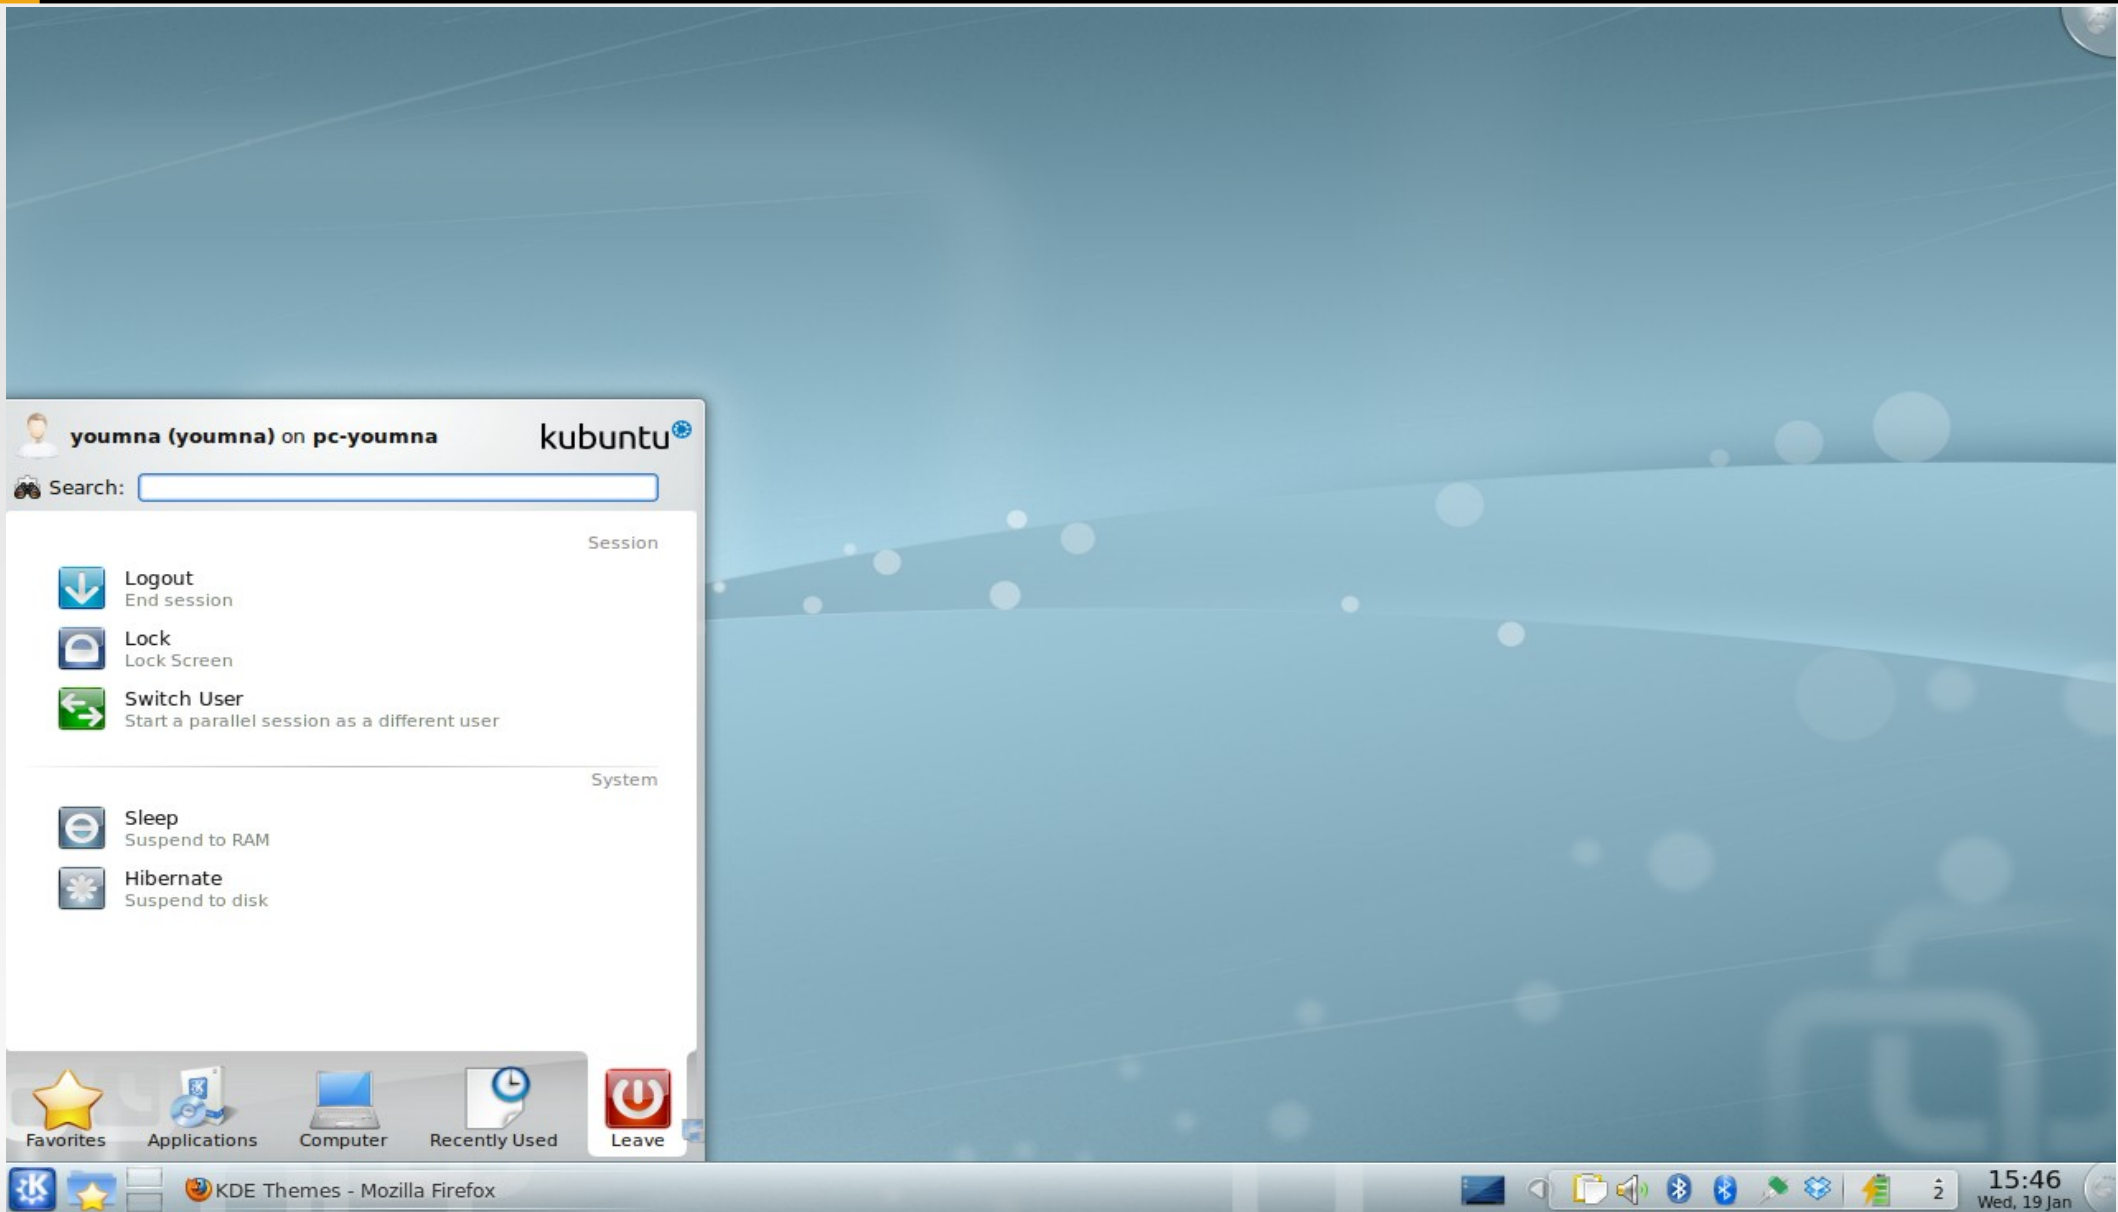 youmna (youmna) on pc-youmna
kubuntu
Search:
Session
Logout
End session
Lock
Lock Screen
Switch User
Start a parallel session as a different user
System
Sleep
Suspend to RAM
Hibernate
Suspend to disk
Favorites Applications Computer Recently Used Leave
KDE Themes - Mozilla Firefox
2
15:46
Wed, 19 Jan